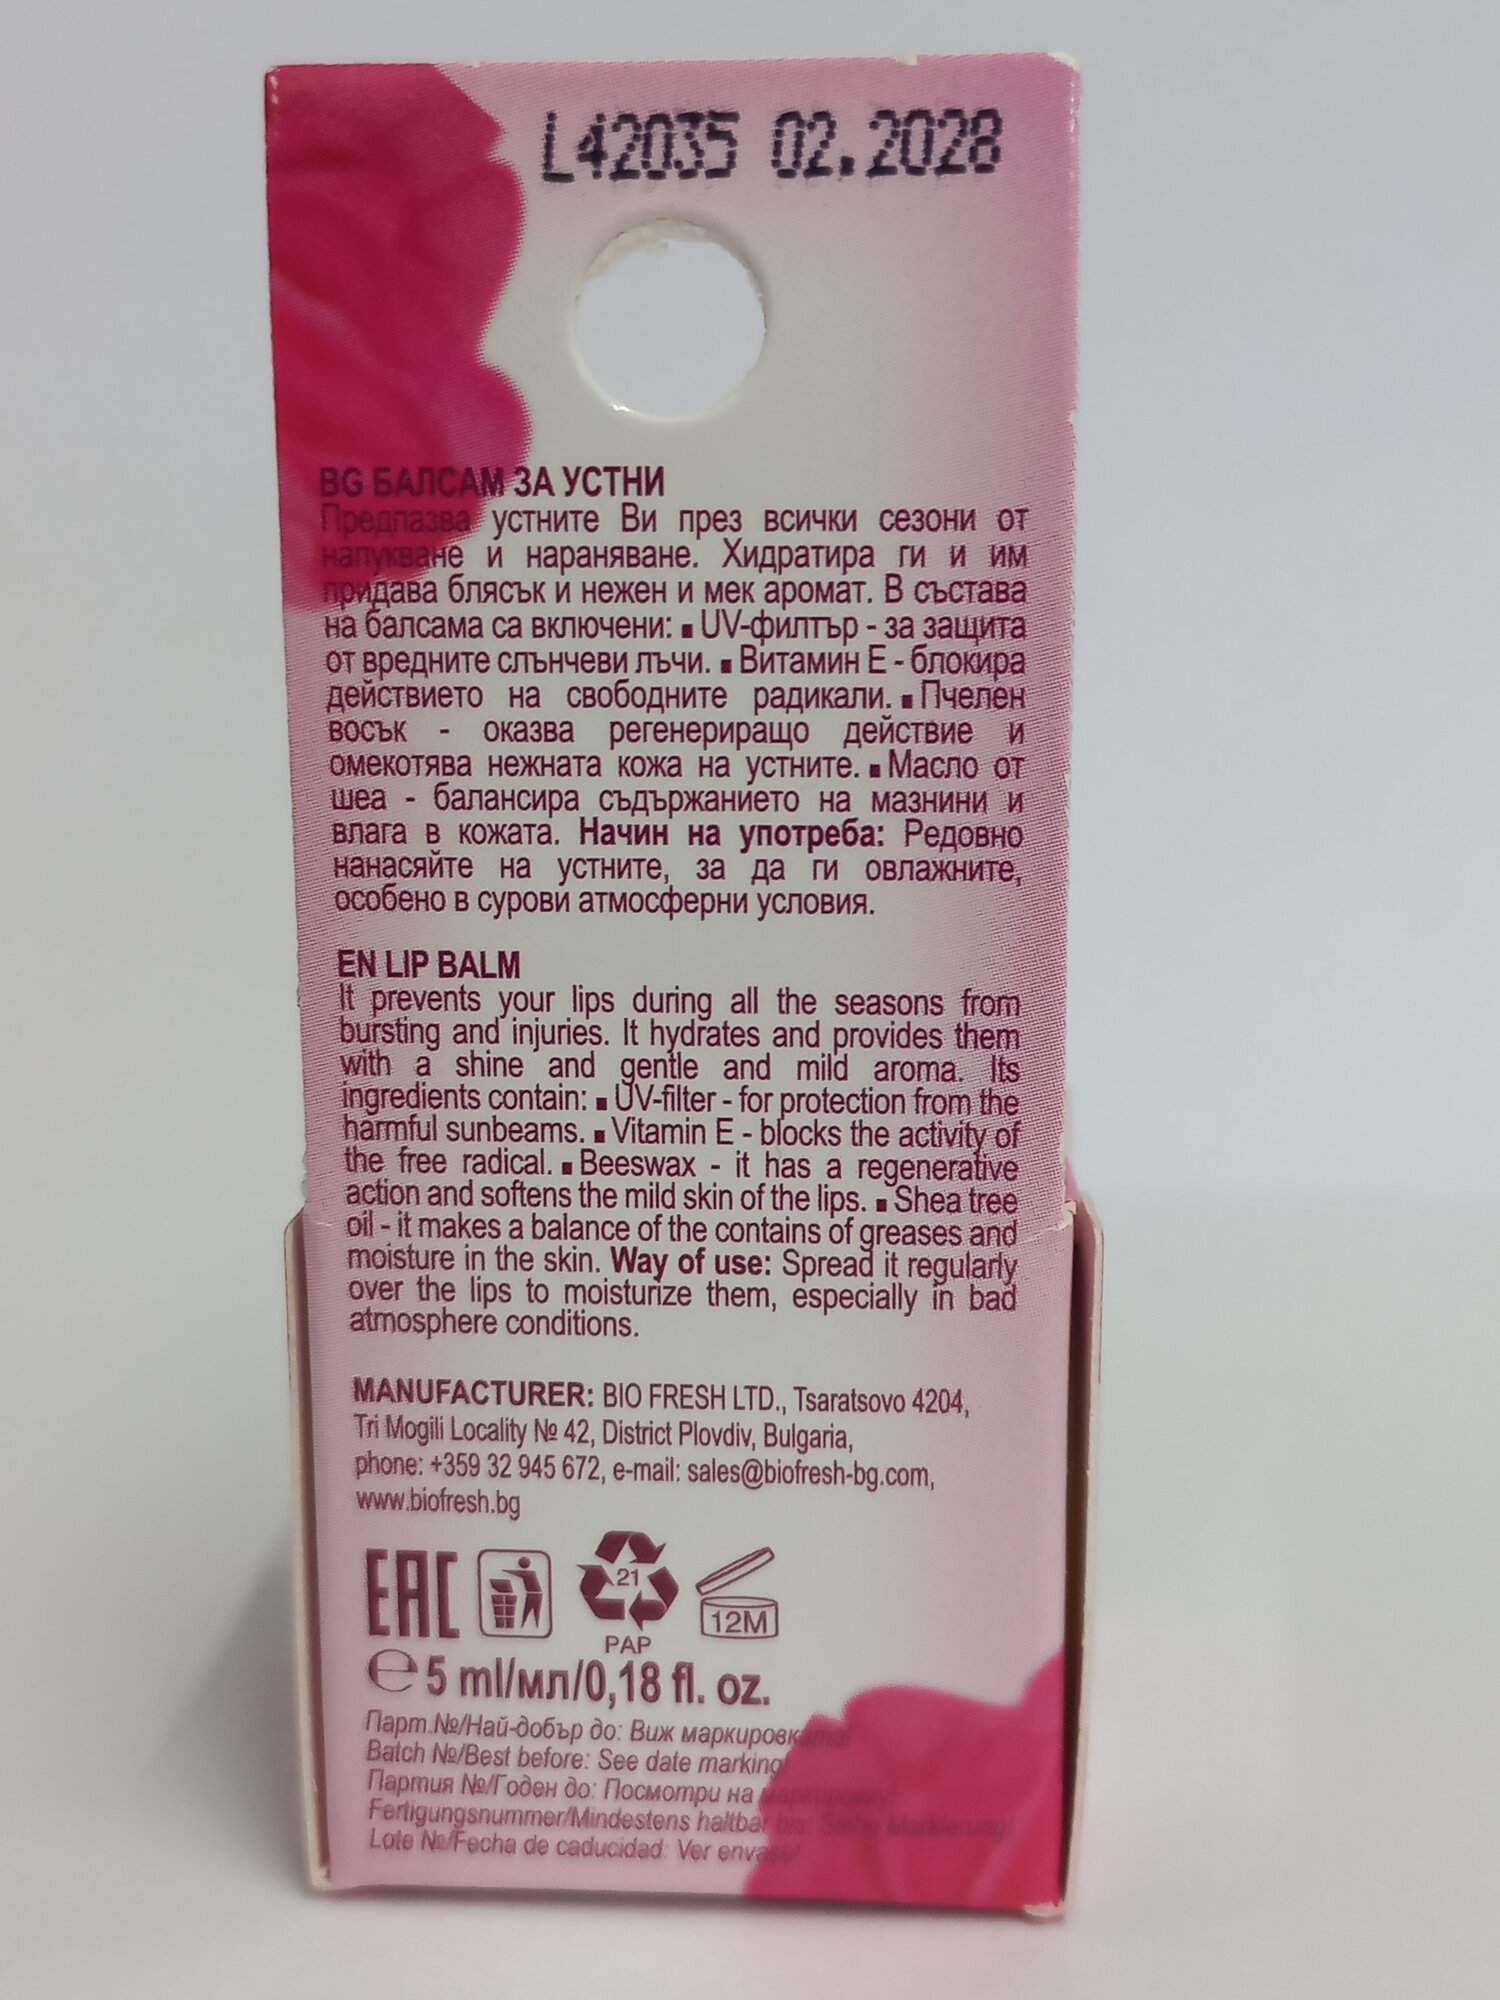 L42035 02.2028
BG БАЛСАМ ЗА УСТНИ
Предпазва устните Ви през всички сезони от
напукване и нараняване. Хидратира ги и им
придава блясък и нежен и мек аромат. В състава
на балсама са включени: ▪ UV-филтър - за защита
от вредните слънчеви лъчи. ▪ Витамин Е - блокира
действието на свободните радикали. ▪ Пчелен
восък - оказва регенериращо действие и
омекотява нежната кожа на устните. ▪ Масло от
шеа - балансира съдържанието на мазнини и
влага в кожата. Начин на употреба: Редовно
нанасяйте на устните, за да ги овлажните,
особено в сурови атмосферни условия.
EN LIP BALM
It prevents your lips during all the seasons from
bursting and injuries. It hydrates and provides them
with a shine and gentle and mild aroma. Its
ingredients contain: ▪ UV-filter - for protection from the
harmful sunbeams. ▪ Vitamin E - blocks the activity of
the free radical. ▪ Beeswax - it has a regenerative
action and softens the mild skin of the lips. ▪ Shea tree
oil - it makes a balance of the contains of greases and
moisture in the skin. Way of use: Spread it regularly
over the lips to moisturize them, especially in bad
atmosphere conditions.
MANUFACTURER: BIO FRESH LTD., Tsaratsovo 4204,
Tri Mogili Locality № 42, District Plovdiv, Bulgaria,
phone: +359 32 945 672, e-mail: sales@biofresh-bg.com,
www.biofresh.bg
EAC 21 12M
PAP
℮ 5 ml/мл/0,18 fl. oz.
Парт.№/Най-добър до: Виж маркировката!
Batch №/Best before: See date marking!
Партия №/Годен до: Посмотри на маркировку!
Fertigungsnummer/Mindestens haltbar bis: Siehe Markierung!
Lote №/Fecha de caducidad: Ver envase!